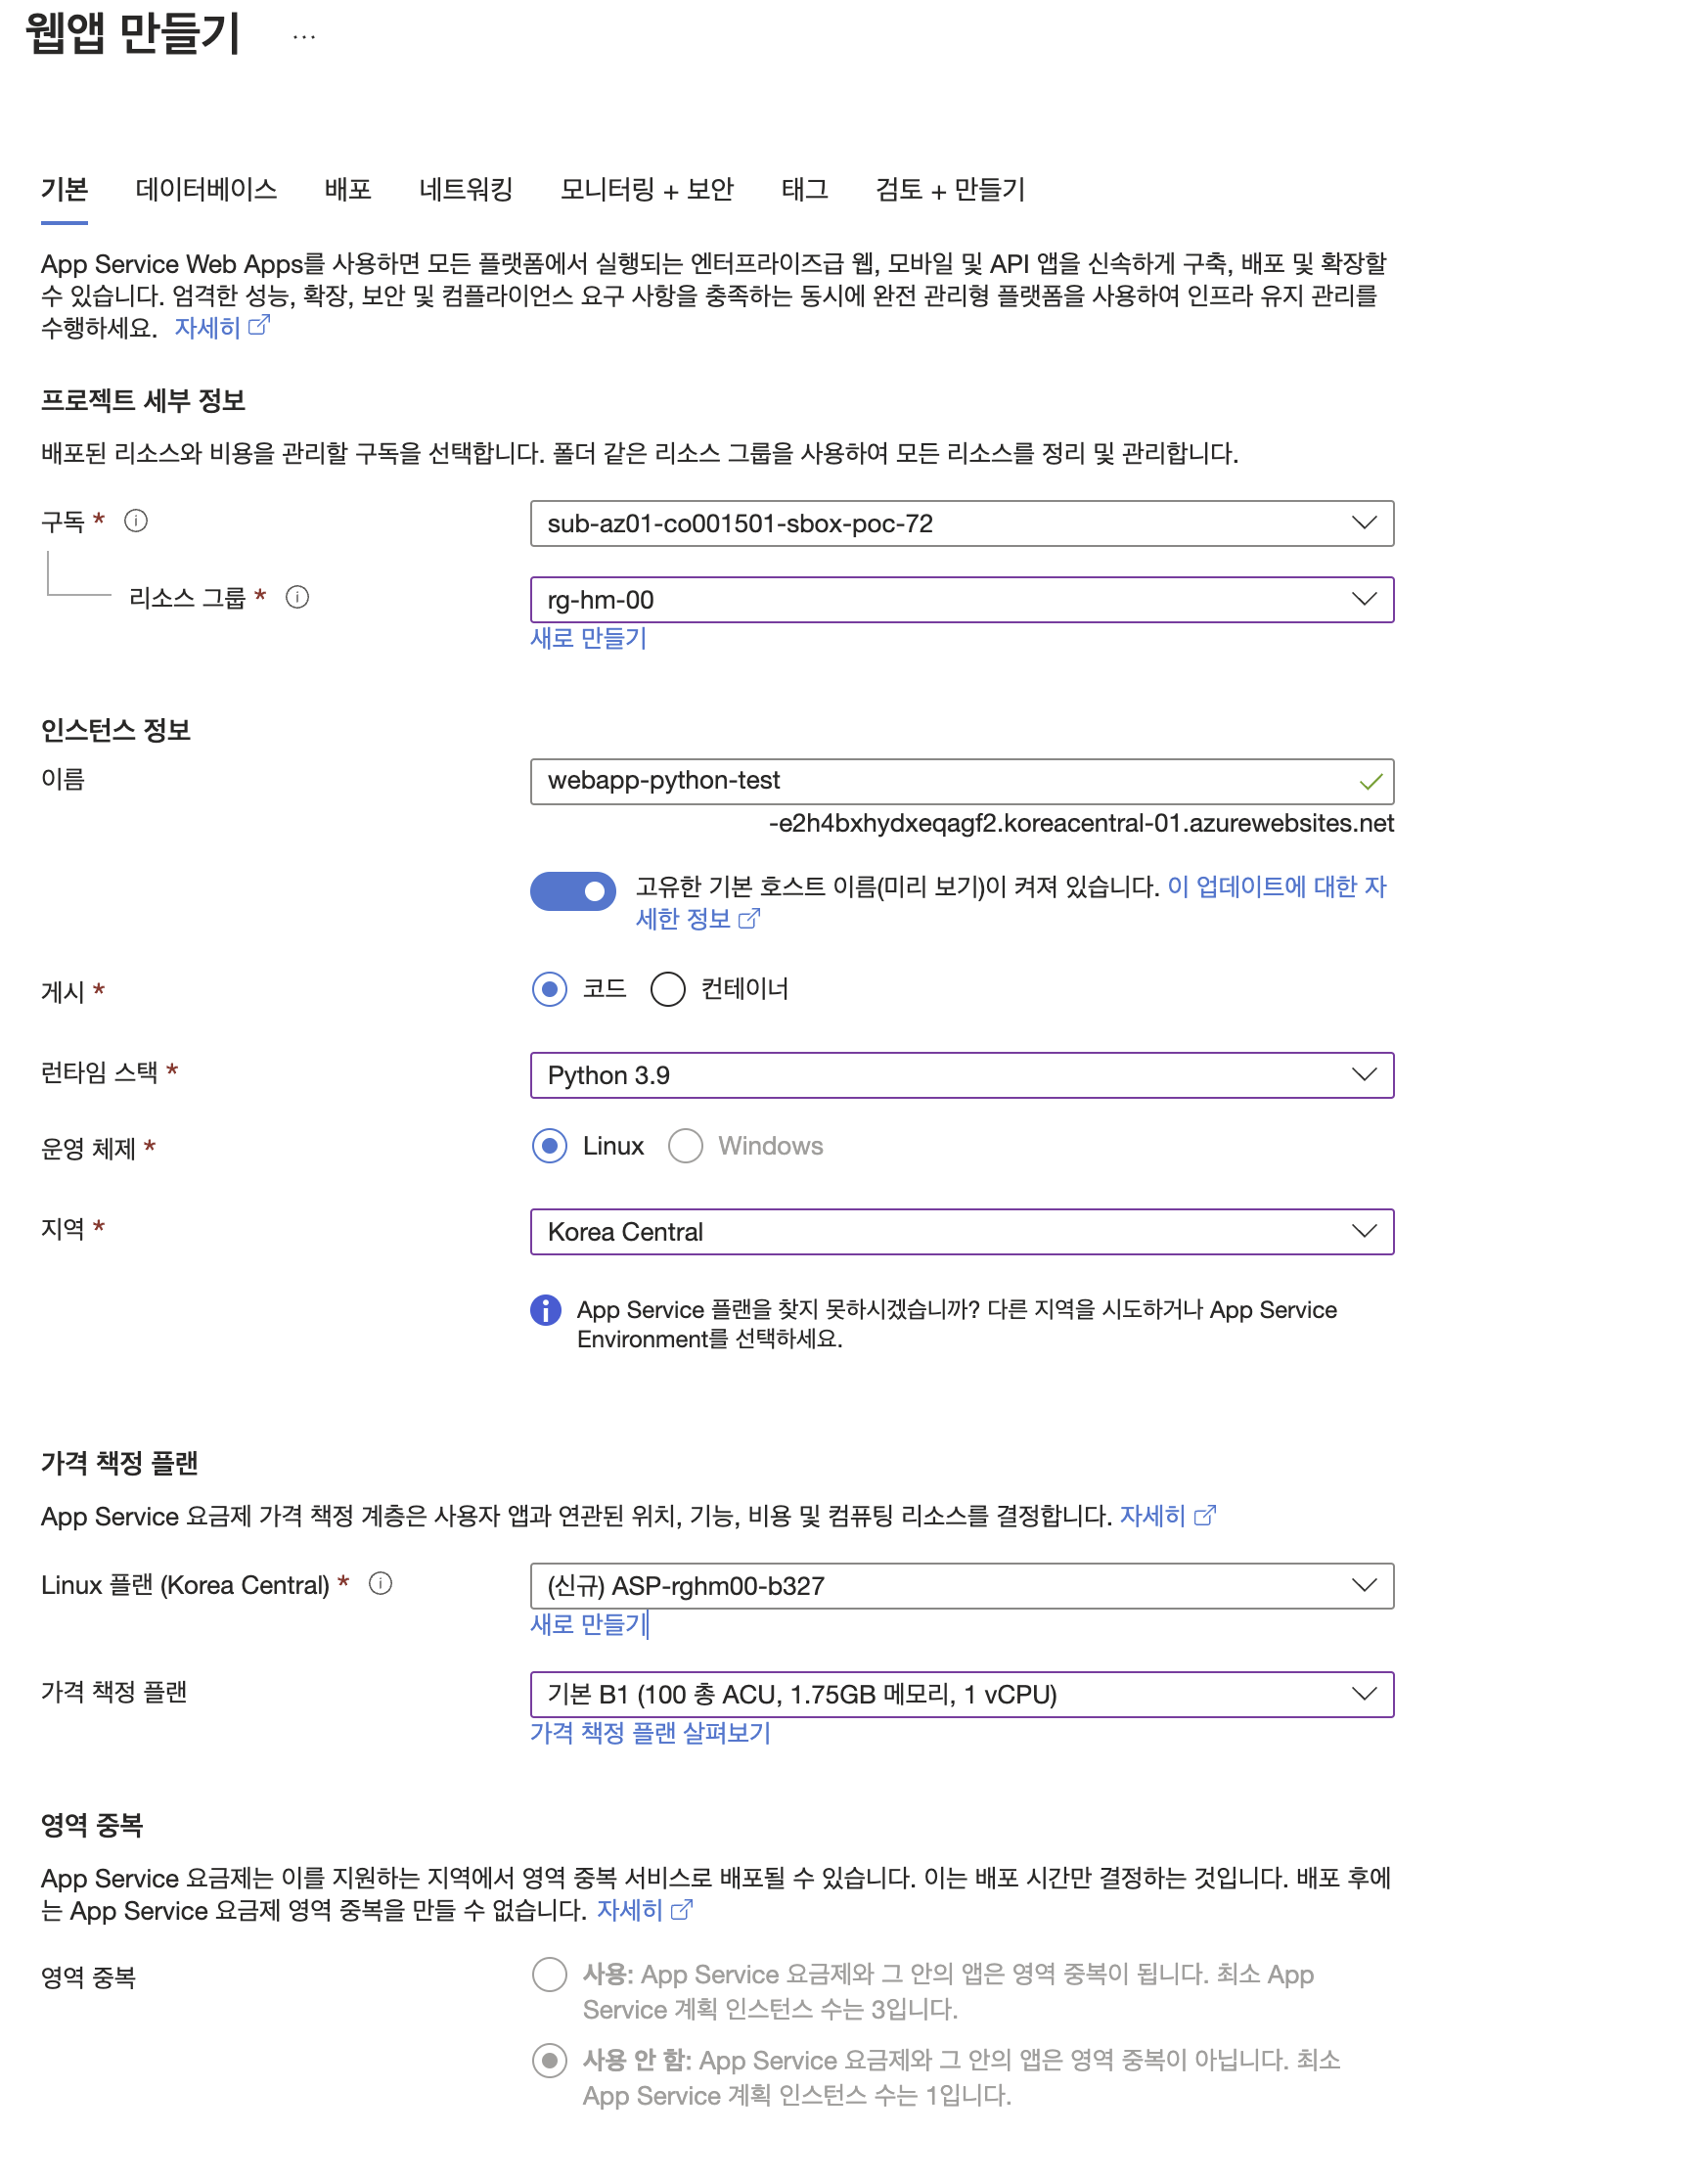 웹앱 만들기 ...
기본 데이터베이스 배포 네트워킹 모니터링 + 보안 태그 검토 + 만들기
App Service Web Apps를 사용하면 모든 플랫폼에서 실행되는 엔터프라이즈급 웹, 모바일 및 API 앱을 신속하게 구축, 배포 및 확장할
수 있습니다. 엄격한 성능, 확장, 보안 및 컴플라이언스 요구 사항을 충족하는 동시에 완전 관리형 플랫폼을 사용하여 인프라 유지 관리를
수행하세요. 자세히
프로젝트 세부 정보
배포된 리소스와 비용을 관리할 구독을 선택합니다. 폴더 같은 리소스 그룹을 사용하여 모든 리소스를 정리 및 관리합니다.
구독 * sub-az01-co001501-sbox-poc-72
리소스 그룹 * rg-hm-00
새로 만들기
인스턴스 정보
이름 webapp-python-test
-e2h4bxhydxeqagf2.koreacentral-01.azurewebsites.net
고유한 기본 호스트 이름(미리 보기)이 켜져 있습니다. 이 업데이트에 대한 자
세한 정보
게시 * 코드 컨테이너
런타임 스택 * Python 3.9
운영 체제 * Linux Windows
지역 * Korea Central
App Service 플랜을 찾지 못하시겠습니까? 다른 지역을 시도하거나 App Service
Environment를 선택하세요.
가격 책정 플랜
App Service 요금제 가격 책정 계층은 사용자 앱과 연관된 위치, 기능, 비용 및 컴퓨팅 리소스를 결정합니다. 자세히
Linux 플랜 (Korea Central) * (신규) ASP-rghm00-b327
새로 만들기
가격 책정 플랜 기본 B1 (100 총 ACU, 1.75GB 메모리, 1 vCPU)
가격 책정 플랜 살펴보기
영역 중복
App Service 요금제는 이를 지원하는 지역에서 영역 중복 서비스로 배포될 수 있습니다. 이는 배포 시간만 결정하는 것입니다. 배포 후에
는 App Service 요금제 영역 중복을 만들 수 없습니다. 자세히
영역 중복 사용: App Service 요금제와 그 안의 앱은 영역 중복이 됩니다. 최소 App
Service 계획 인스턴스 수는 3입니다.
사용 안 함: App Service 요금제와 그 안의 앱은 영역 중복이 아닙니다. 최소
App Service 계획 인스턴스 수는 1입니다.